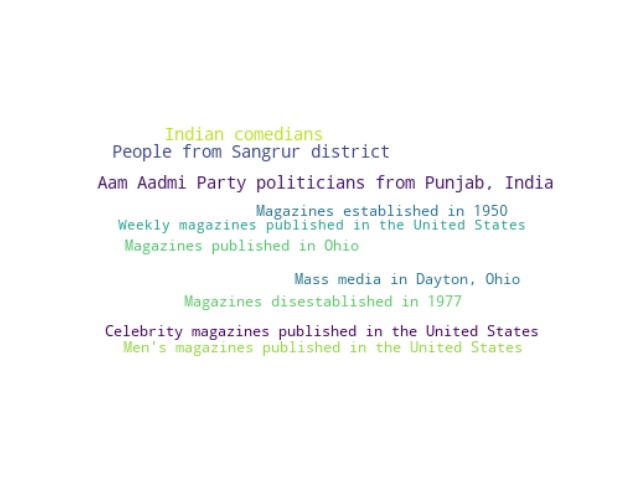 Indian comedians
People from Sangrur district
Aam Aadmi Party politicians from Punjab, India
Magazines established in 1950
Weekly magazines published in the United States
Magazines published in Ohio
Mass media in Dayton, Ohio
Magazines disestablished in 1977
Celebrity magazines published in the United States
Men's magazines published in the United States